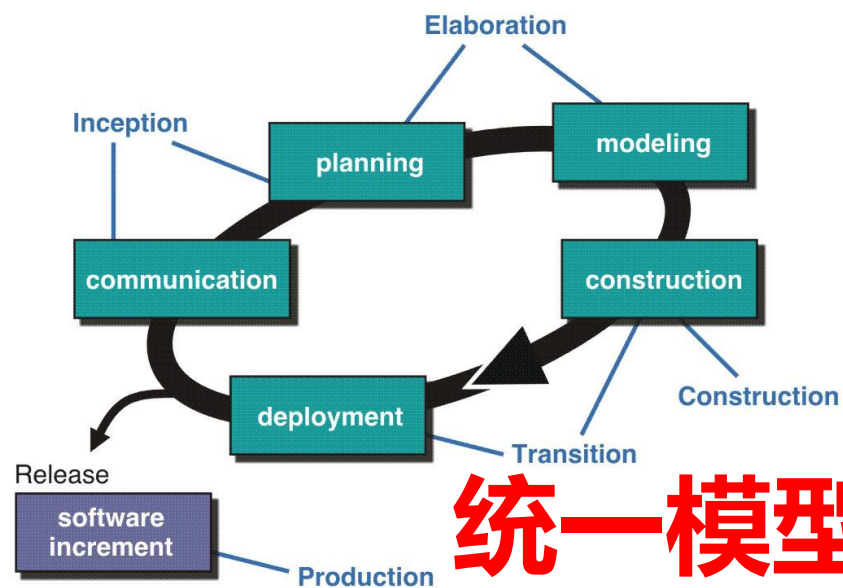 Elaboration
Inception
planning
modeling
communication
construction
deployment
Construction
Transition
Release
software
increment
Production
统一模型